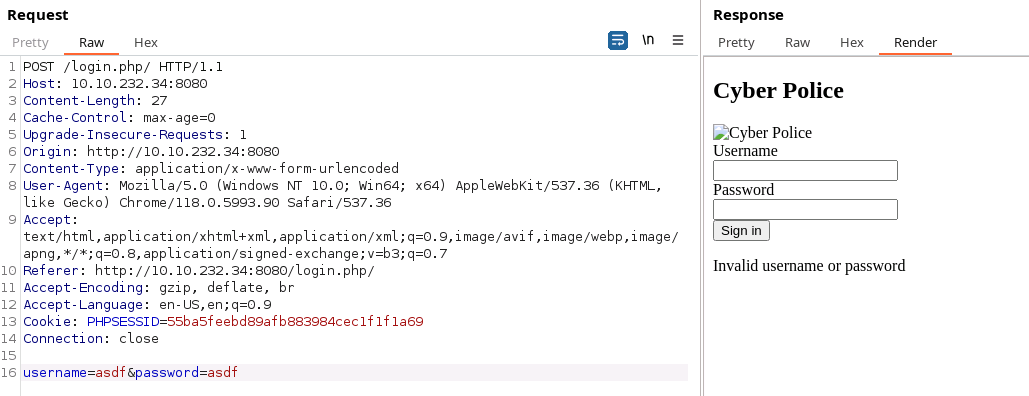 Request
Pretty Raw Hex
\n
1 POST /login.php/ HTTP/1.1
2 Host: 10.10.232.34:8080
3 Content-Length: 27
4 Cache-Control: max-age=0
5 Upgrade-Insecure-Requests: 1
6 Origin: http://10.10.232.34:8080
7 Content-Type: application/x-www-form-urlencoded
8 User-Agent: Mozilla/5.0 (Windows NT 10.0; Win64; x64) AppleWebKit/537.36 (KHTML,
like Gecko) Chrome/118.0.5993.90 Safari/537.36
9 Accept:
text/html,application/xhtml+xml,application/xml;q=0.9,image/avif,image/webp,image/
apng,*/*;q=0.8,application/signed-exchange;v=b3;q=0.7
10 Referer: http://10.10.232.34:8080/login.php/
11 Accept-Encoding: gzip, deflate, br
12 Accept-Language: en-US,en;q=0.9
13 Cookie: PHPSESSID=55ba5feebd89afb883984cec1f1f1a69
14 Connection: close
15
16 username=asdf&password=asdf
Response
Pretty Raw Hex Render
Cyber Police
Cyber Police
Username
Password
Sign in
Invalid username or password